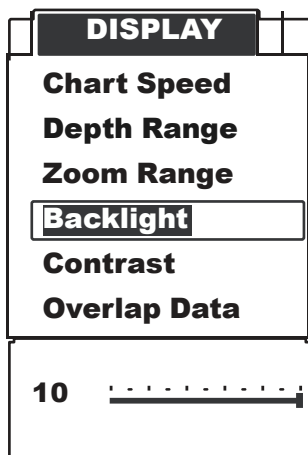 DISPLAY
Chart Speed
Depth Range
Zoom Range
Backlight
Contrast
Overlap Data
10